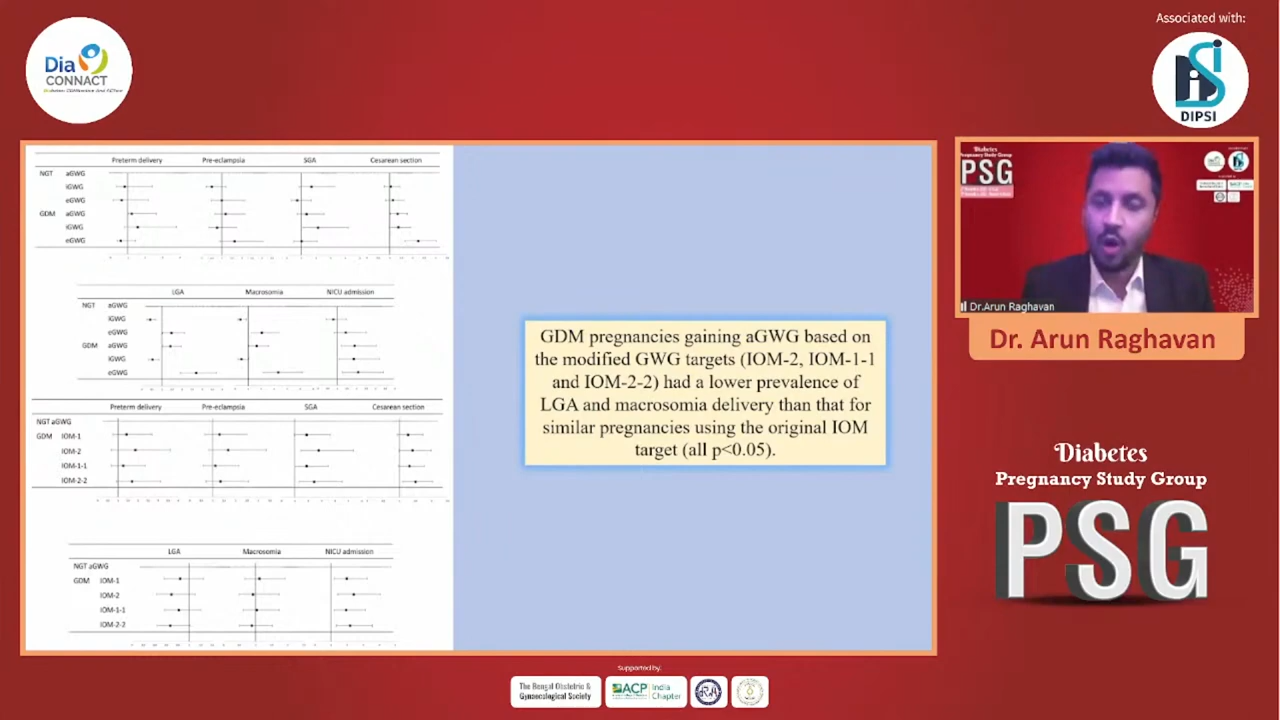 Associated with:
Dia
CONNACT
DIPSI
Preterm delivery Pre-eclampsia SGA Cesarean section
NGT aGWG
iGWG
eGWG
GDM aGWG
iGWG
eGWG
LGA Macrosomia NICU admission
NGT aGWG
iGWG
eGWG
GDM aGWG
iGWG
eGWG
Preterm delivery Pre-eclampsia SGA Cesarean section
NGT aGWG
GDM IOM-1
IOM-2
IOM-1-1
IOM-2-2
LGA Macrosomia NICU admission
NGT aGWG
GDM IOM-1
IOM-2
IOM-1-1
IOM-2-2
GDM pregnancies gaining aGWG based on
the modified GWG targets (IOM-2, IOM-1-1
and IOM-2-2) had a lower prevalence of
LGA and macrosomia delivery than that for
similar pregnancies using the original IOM
target (all p<0.05).
Diabetes
Pregnancy Study Group
PSG
Dr.Arun Raghavan
Dr. Arun Raghavan
Diabetes
Pregnancy Study Group
PSG
Supported by:
The Bengal Obstetric &
Gynaecological Society
ACP India
Chapter